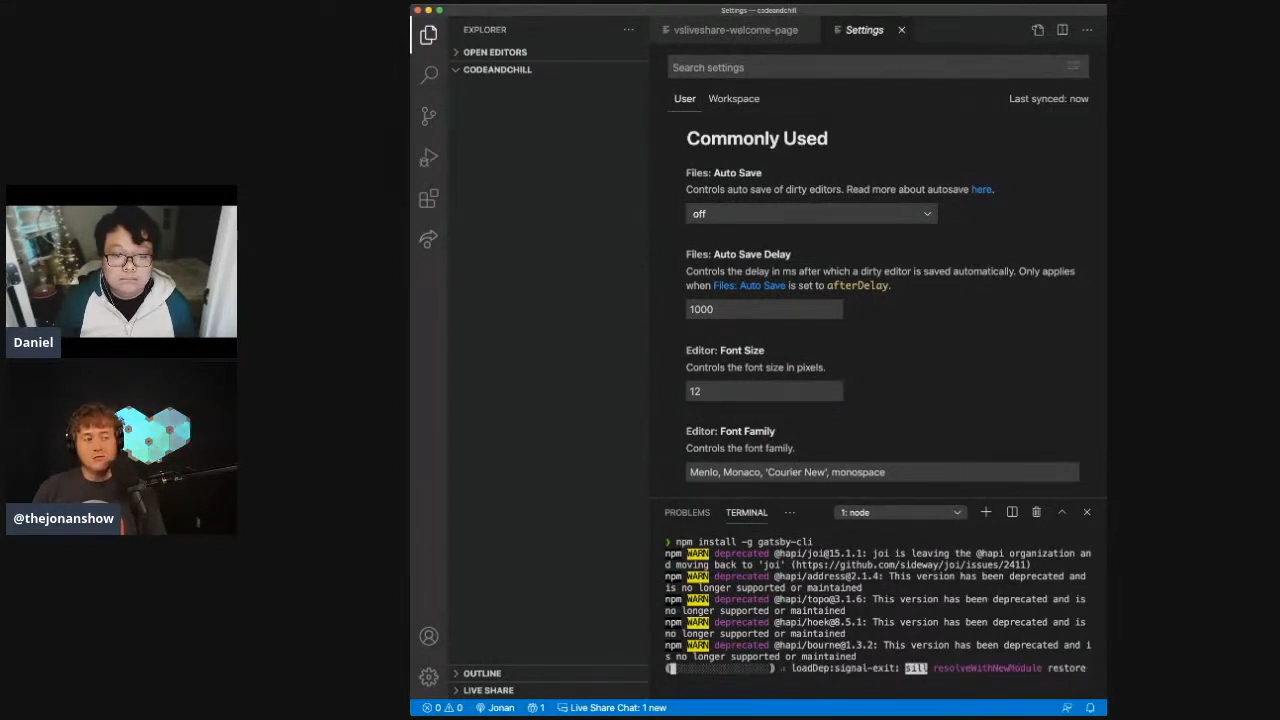 Settings — codeandchill
EXPLORER
OPEN EDITORS
CODEANDCHILL
vsliveshare-welcome-page
Settings
Search settings
User
Workspace
Last synced: now
Commonly Used
Files: Auto Save
Controls auto save of dirty editors. Read more about autosave here.
off
Files: Auto Save Delay
Controls the delay in ms after which a dirty editor is saved automatically. Only applies
when Files: Auto Save is set to afterDelay.
1000
Editor: Font Size
Controls the font size in pixels.
12
Editor: Font Family
Controls the font family.
Menlo, Monaco, 'Courier New', monospace
Daniel
@thejonanshow
PROBLEMS
TERMINAL
1: node
❯ npm install -g gatsby-cli
npm WARN deprecated @hapi/joi@15.1.1: joi is leaving the @hapi organization an
d moving back to 'joi' (https://github.com/sideway/joi/issues/2411)
npm WARN deprecated @hapi/address@2.1.4: This version has been deprecated and
is no longer supported or maintained
npm WARN deprecated @hapi/topo@3.1.6: This version has been deprecated and is
no longer supported or maintained
npm WARN deprecated @hapi/hoek@8.5.1: This version has been deprecated and is
no longer supported or maintained
npm WARN deprecated @hapi/bourne@1.3.2: This version has been deprecated and i
s no longer supported or maintained
loadDep:signal-exit: sill resolveWithNewModule restore
OUTLINE
LIVE SHARE
0 0 Jonan 1 Live Share Chat: 1 new